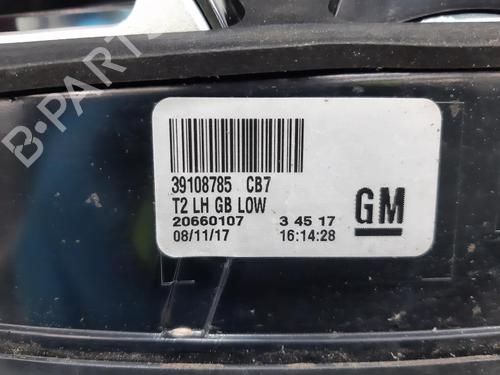 B-PARTS
39108785 CB7
T2 LH GB LOW
20660107 3 45 17
08/11/17 16:14:28
GM